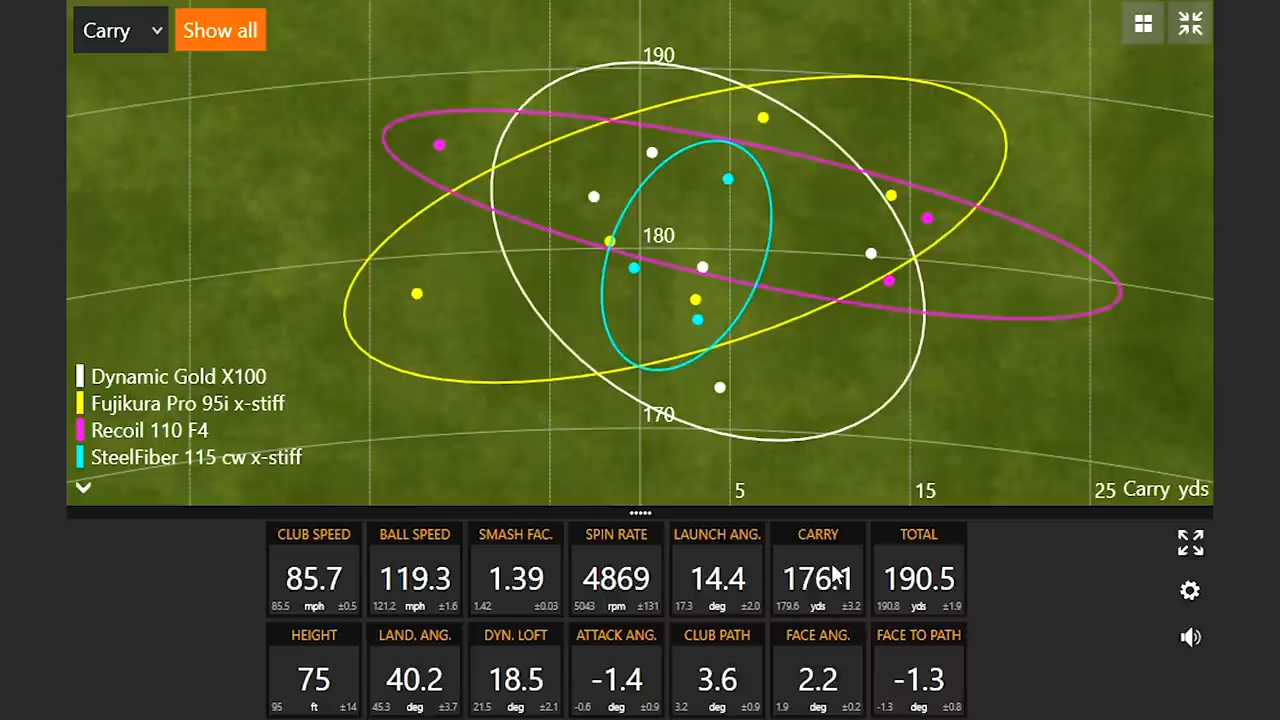 Carry
Show all
190
180
170
Dynamic Gold X100
Fujikura Pro 95i x-stiff
Recoil 110 F4
SteelFiber 115 cw x-stiff
5 15 25 Carry yds
CLUB SPEED BALL SPEED SMASH FAC. SPIN RATE LAUNCH ANG. CARRY TOTAL
85.7 119.3 1.39 4869 14.4 176.1 190.5
85.5 mph ±0.5 121.2 mph ±1.6 1.42 ±0.03 5043 rpm ±131 17.3 deg ±2.0 179.6 yds ±3.2 190.8 yds ±1.9
HEIGHT LAND. ANG. DYN. LOFT ATTACK ANG. CLUB PATH FACE ANG. FACE TO PATH
75 40.2 18.5 -1.4 3.6 2.2 -1.3
95 ft ±14 45.3 deg ±3.7 21.5 deg ±2.1 -0.6 deg ±0.9 3.2 deg ±0.9 1.9 deg ±0.2 -1.3 deg ±0.8